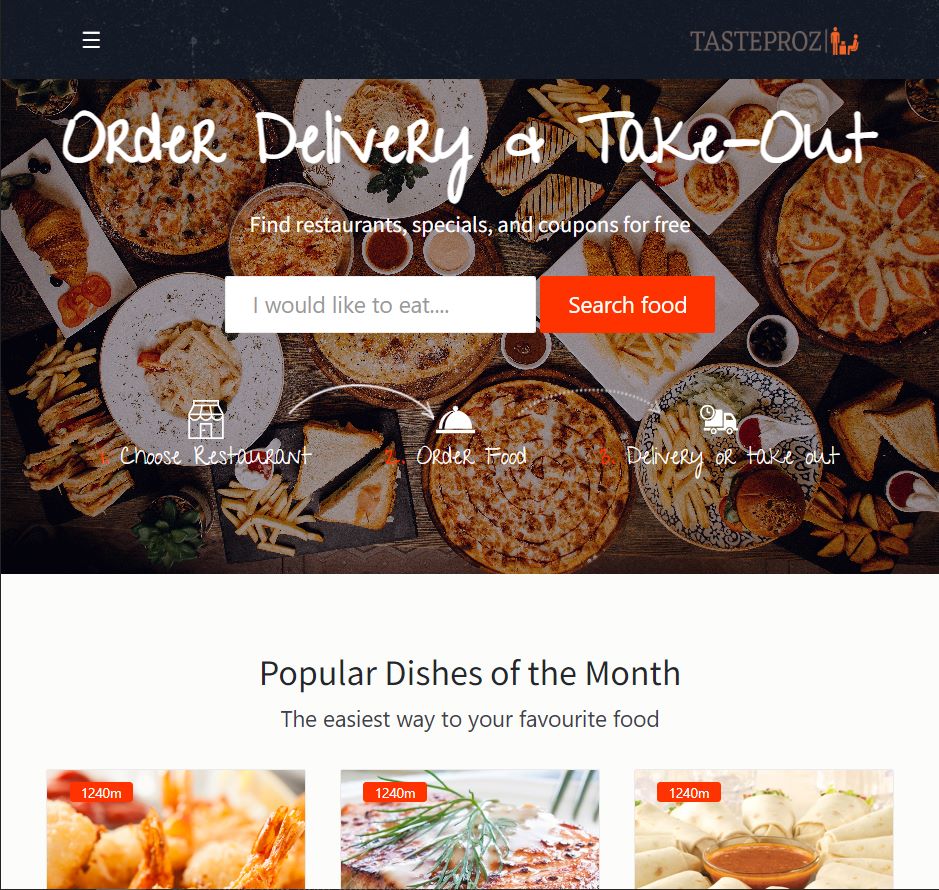 TASTEPROZ
Order Delivery & Take-Out
Find restaurants, specials, and coupons for free
I would like to eat....
Search food
1. Choose Restaurant
2. Order Food
3. Delivery or take out
Popular Dishes of the Month
The easiest way to your favourite food
1240m
1240m
1240m